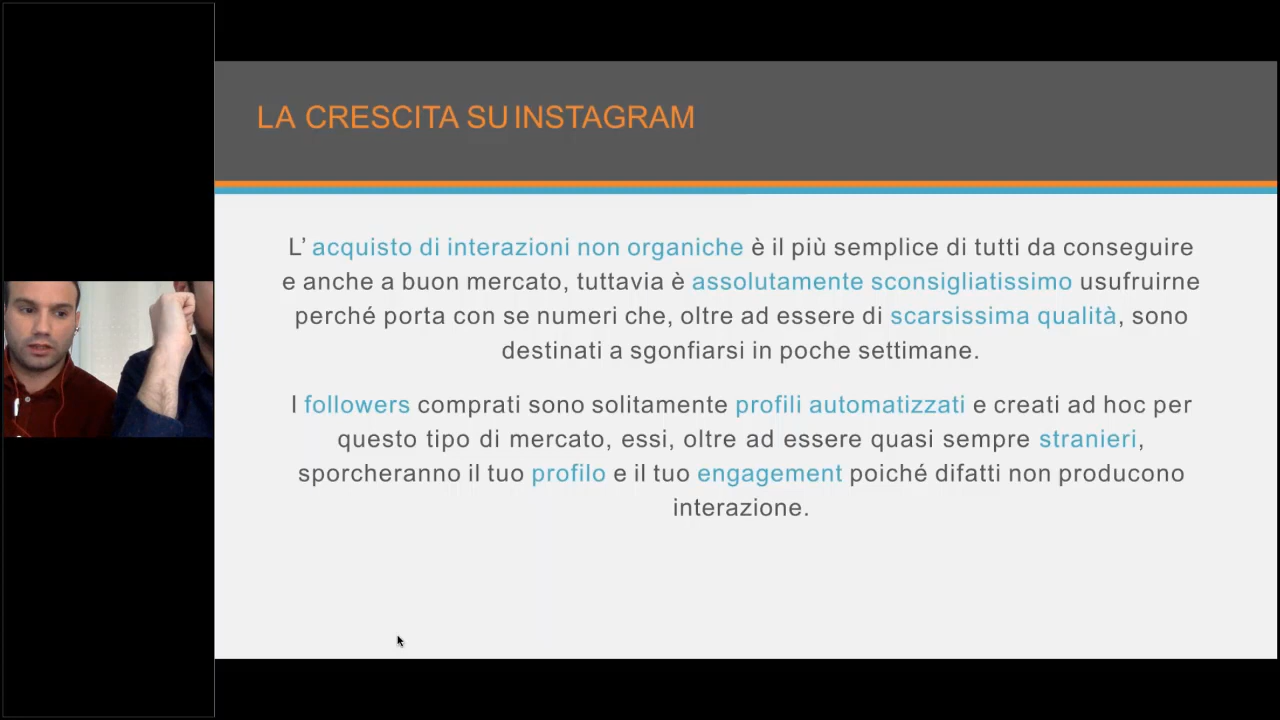 LA CRESCITA SU INSTAGRAM
L’ acquisto di interazioni non organiche è il più semplice di tutti da conseguire
e anche a buon mercato, tuttavia è assolutamente sconsigliatissimo usufruirne
perché porta con se numeri che, oltre ad essere di scarsissima qualità, sono
destinati a sgonfiarsi in poche settimane.
I followers comprati sono solitamente profili automatizzati e creati ad hoc per
questo tipo di mercato, essi, oltre ad essere quasi sempre stranieri,
sporcheranno il tuo profilo e il tuo engagement poiché difatti non producono
interazione.